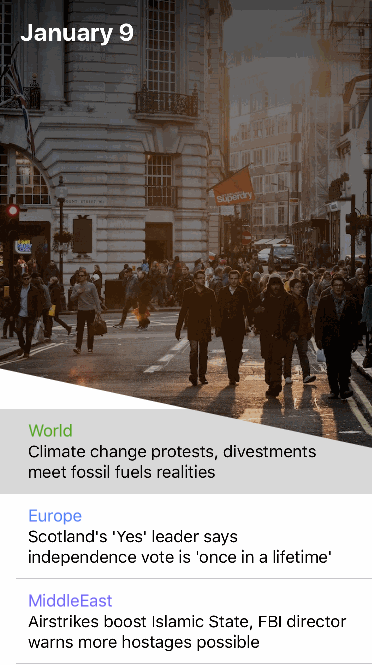 January 9
Superdry
World
Climate change protests, divestments
meet fossil fuels realities
Europe
Scotland's 'Yes' leader says
independence vote is 'once in a lifetime'
MiddleEast
Airstrikes boost Islamic State, FBI director
warns more hostages possible